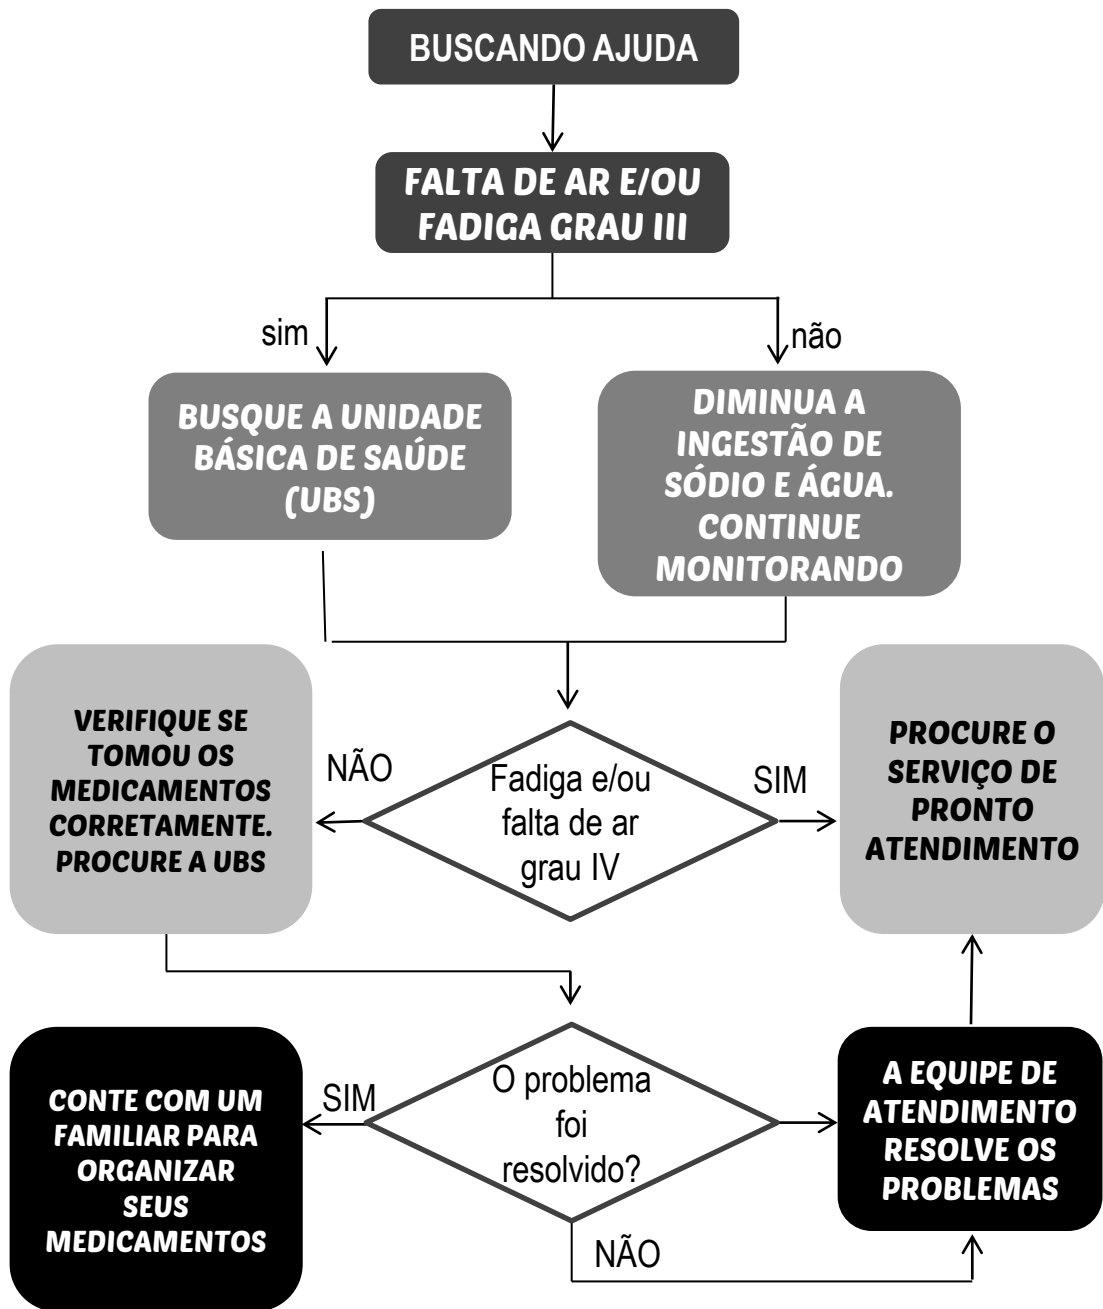 BUSCANDO AJUDA
FALTA DE AR E/OU
FADIGA GRAU III
sim
não
BUSQUE A UNIDADE
BÁSICA DE SAÚDE
(UBS)
DIMINUA A
INGESTÃO DE
SÓDIO E ÁGUA.
CONTINUE
MONITORANDO
VERIFIQUE SE
TOMOU OS
MEDICAMENTOS
CORRETAMENTE.
PROCURE A UBS
NÃO
Fadiga e/ou
falta de ar
grau IV
SIM
PROCURE O
SERVIÇO DE
PRONTO
ATENDIMENTO
CONTE COM UM
FAMILIAR PARA
ORGANIZAR
SEUS
MEDICAMENTOS
SIM
O problema
foi
resolvido?
NÃO
A EQUIPE DE
ATENDIMENTO
RESOLVE OS
PROBLEMAS